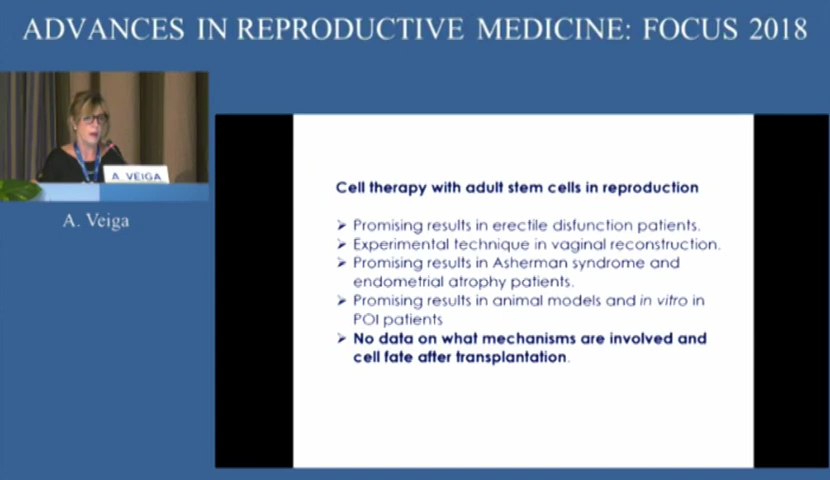 ADVANCES IN REPRODUCTIVE MEDICINE: FOCUS 2018
A. VEIGA
A. Veiga
Cell therapy with adult stem cells in reproduction
➤ Promising results in erectile disfunction patients.
➤ Experimental technique in vaginal reconstruction.
➤ Promising results in Asherman syndrome and
endometrial atrophy patients.
➤ Promising results in animal models and in vitro in
POI patients
➤ No data on what mechanisms are involved and
cell fate after transplantation.